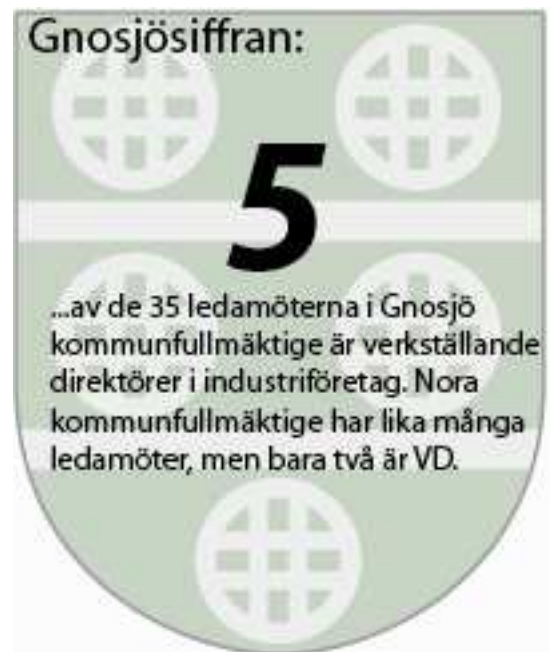 Gnosjösiffran:
5
...av de 35 ledamöterna i Gnosjö
kommunfullmäktige är verkställande
direktörer i industriföretag. Nora
kommunfullmäktige har lika många
ledamöter, men bara två är VD.